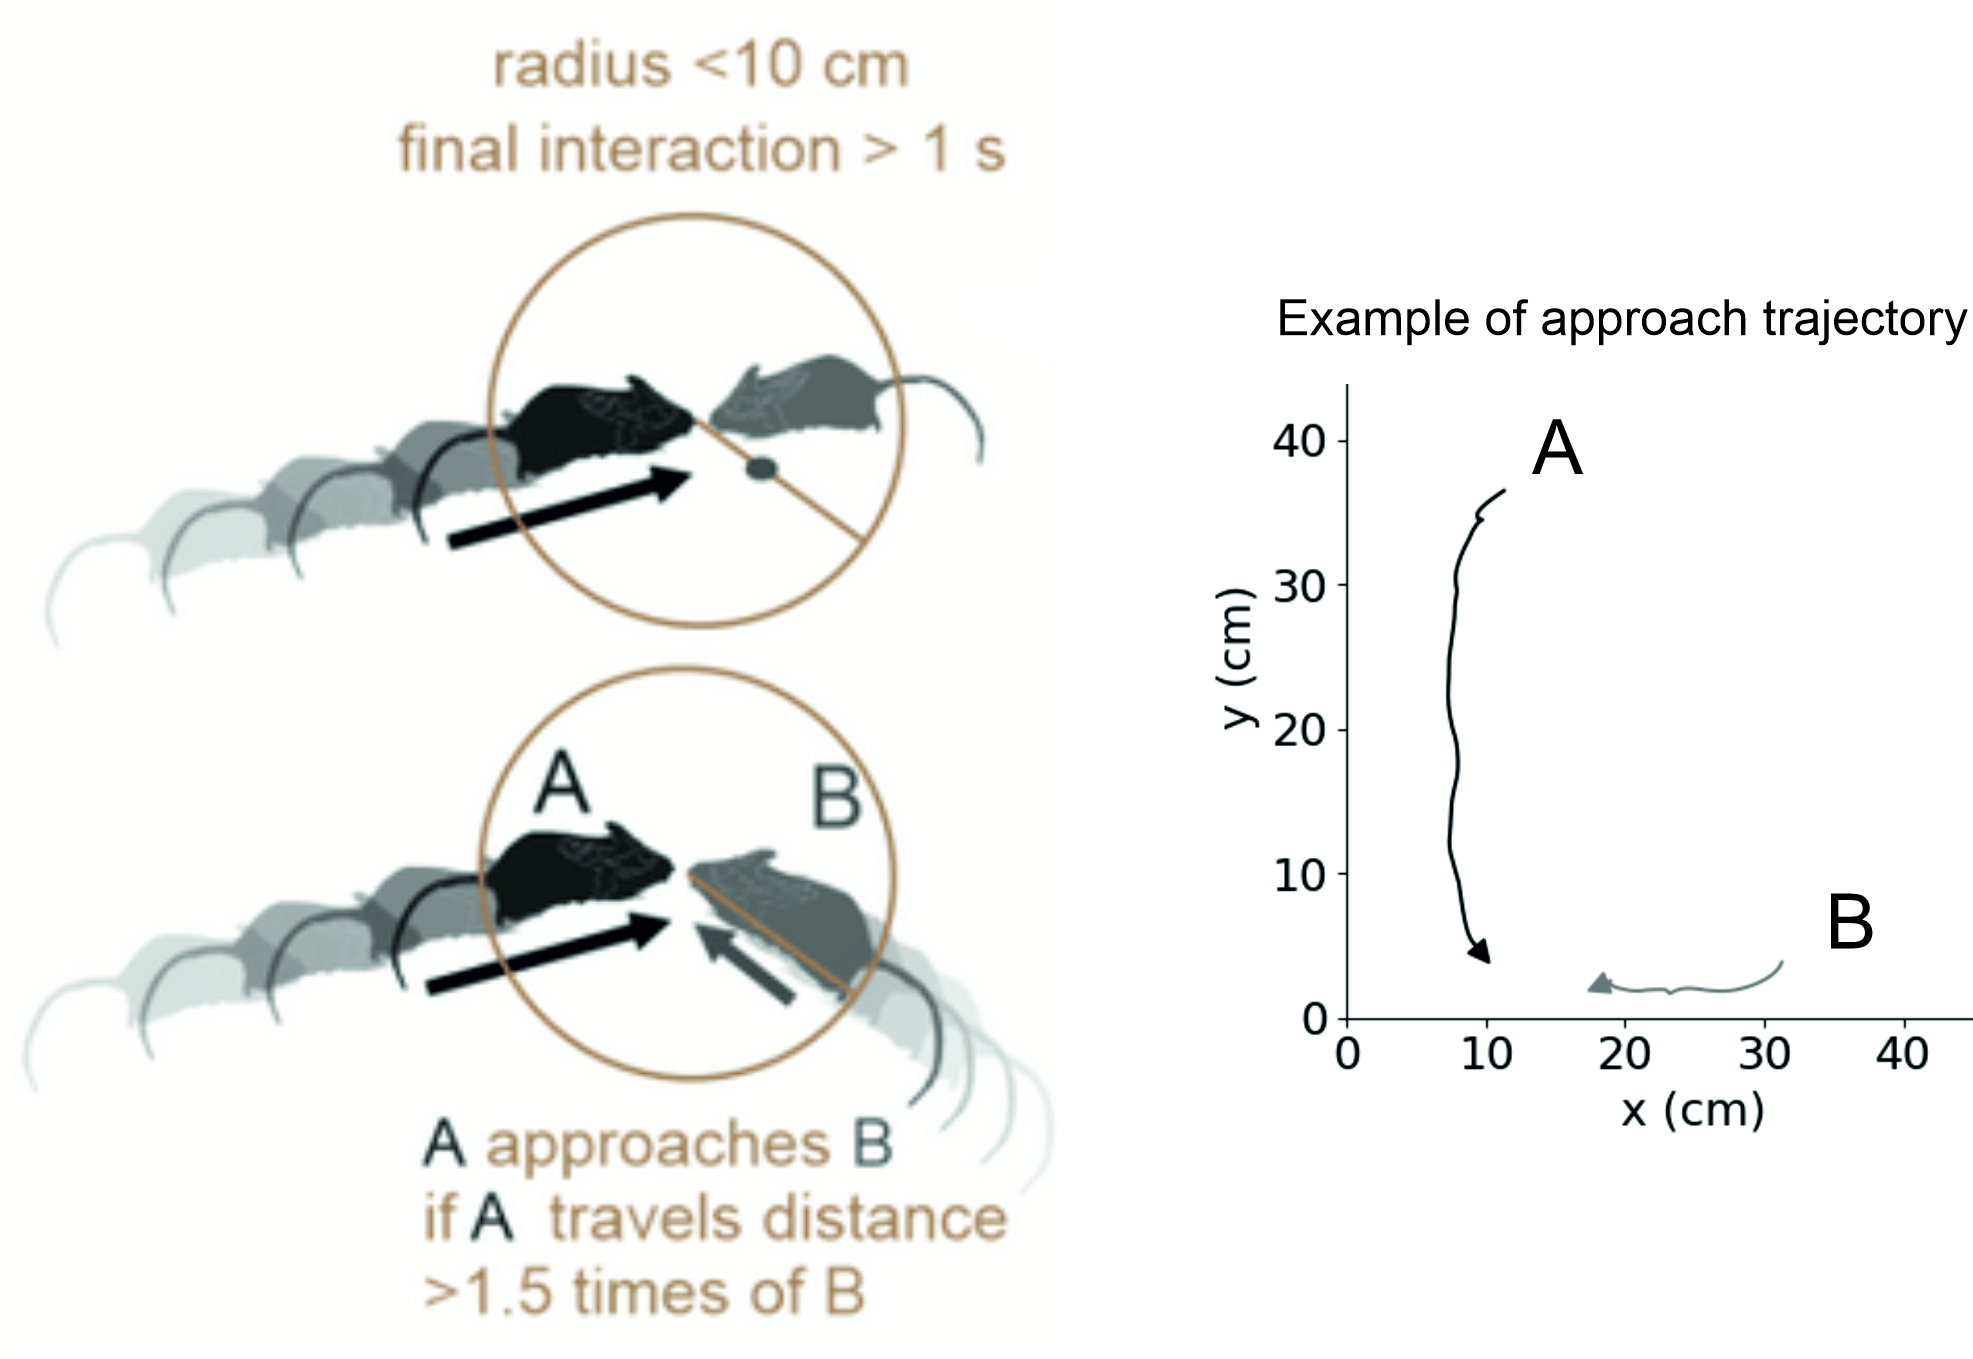 radius <10 cm
final interaction > 1 s
A
B
A approaches B
if A travels distance
>1.5 times of B
Example of approach trajectory
A
B
y (cm)
40
30
20
10
0
0 10 20 30 40
x (cm)